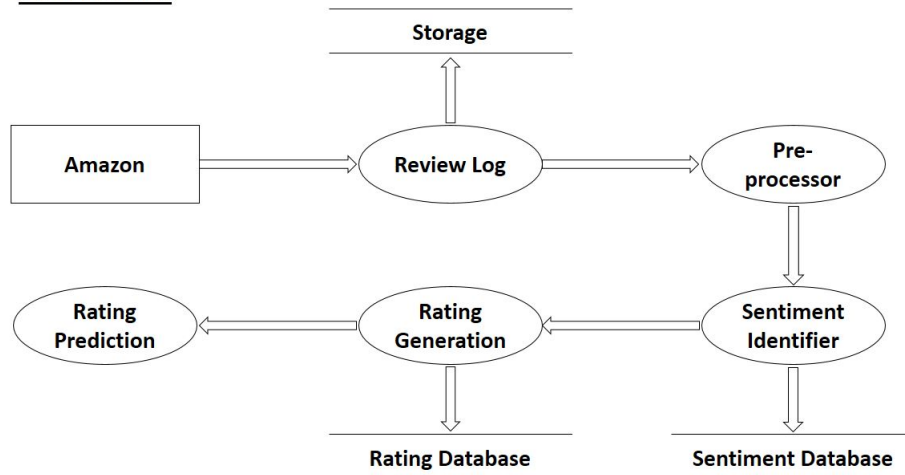 Storage
Amazon
Review Log
Pre-
processor
Rating
Prediction
Rating
Generation
Sentiment
Identifier
Rating Database
Sentiment Database